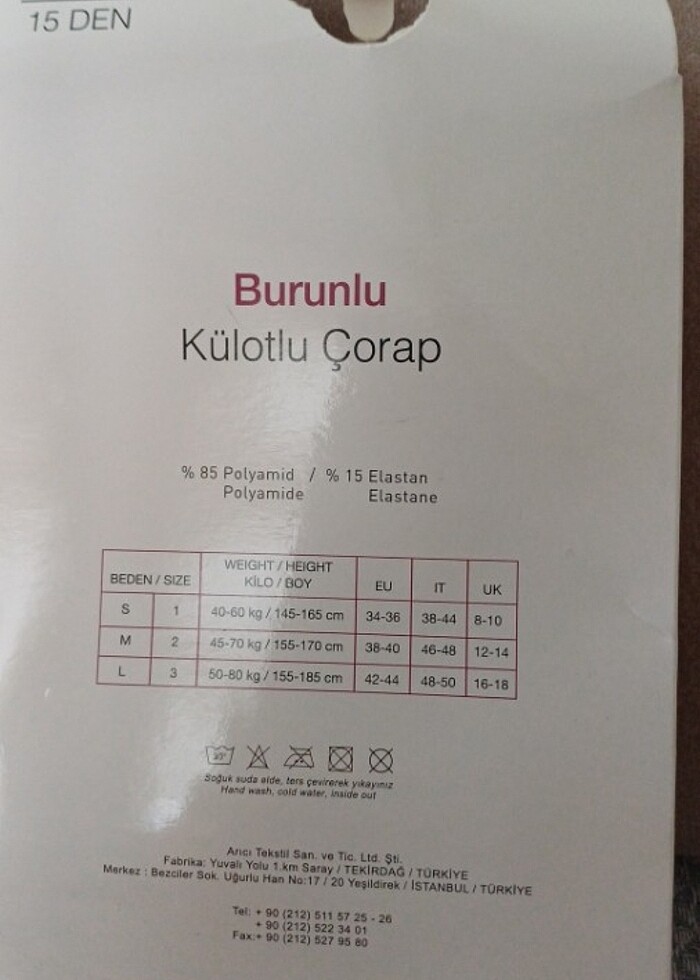 15 DEN
Burunlu
Külotlu Çorap
% 85 Polyamid / % 15 Elastan
Polyamide Elastane
BEDEN / SIZE WEIGHT / HEIGHT KİLO / BOY EU IT UK
S 1 40-60 kg / 145-165 cm 34-36 38-44 8-10
M 2 45-70 kg / 155-170 cm 38-40 46-48 12-14
L 3 50-80 kg / 155-185 cm 42-44 48-50 16-18
Soğuk suda elde, ters çevirerek yıkayınız
Hand wash, cold water, inside out
Arıcı Tekstil San. ve Tic. Ltd. Şti.
Fabrika: Yuvalı Yolu 1.km Saray / TEKİRDAĞ / TÜRKİYE
Merkez : Bezciler Sok. Uğurlu Han No:17 / 20 Yeşildirek / İSTANBUL / TÜRKİYE
Tel: + 90 (212) 511 57 25 - 26
+ 90 (212) 522 34 01
Fax:+ 90 (212) 527 95 80